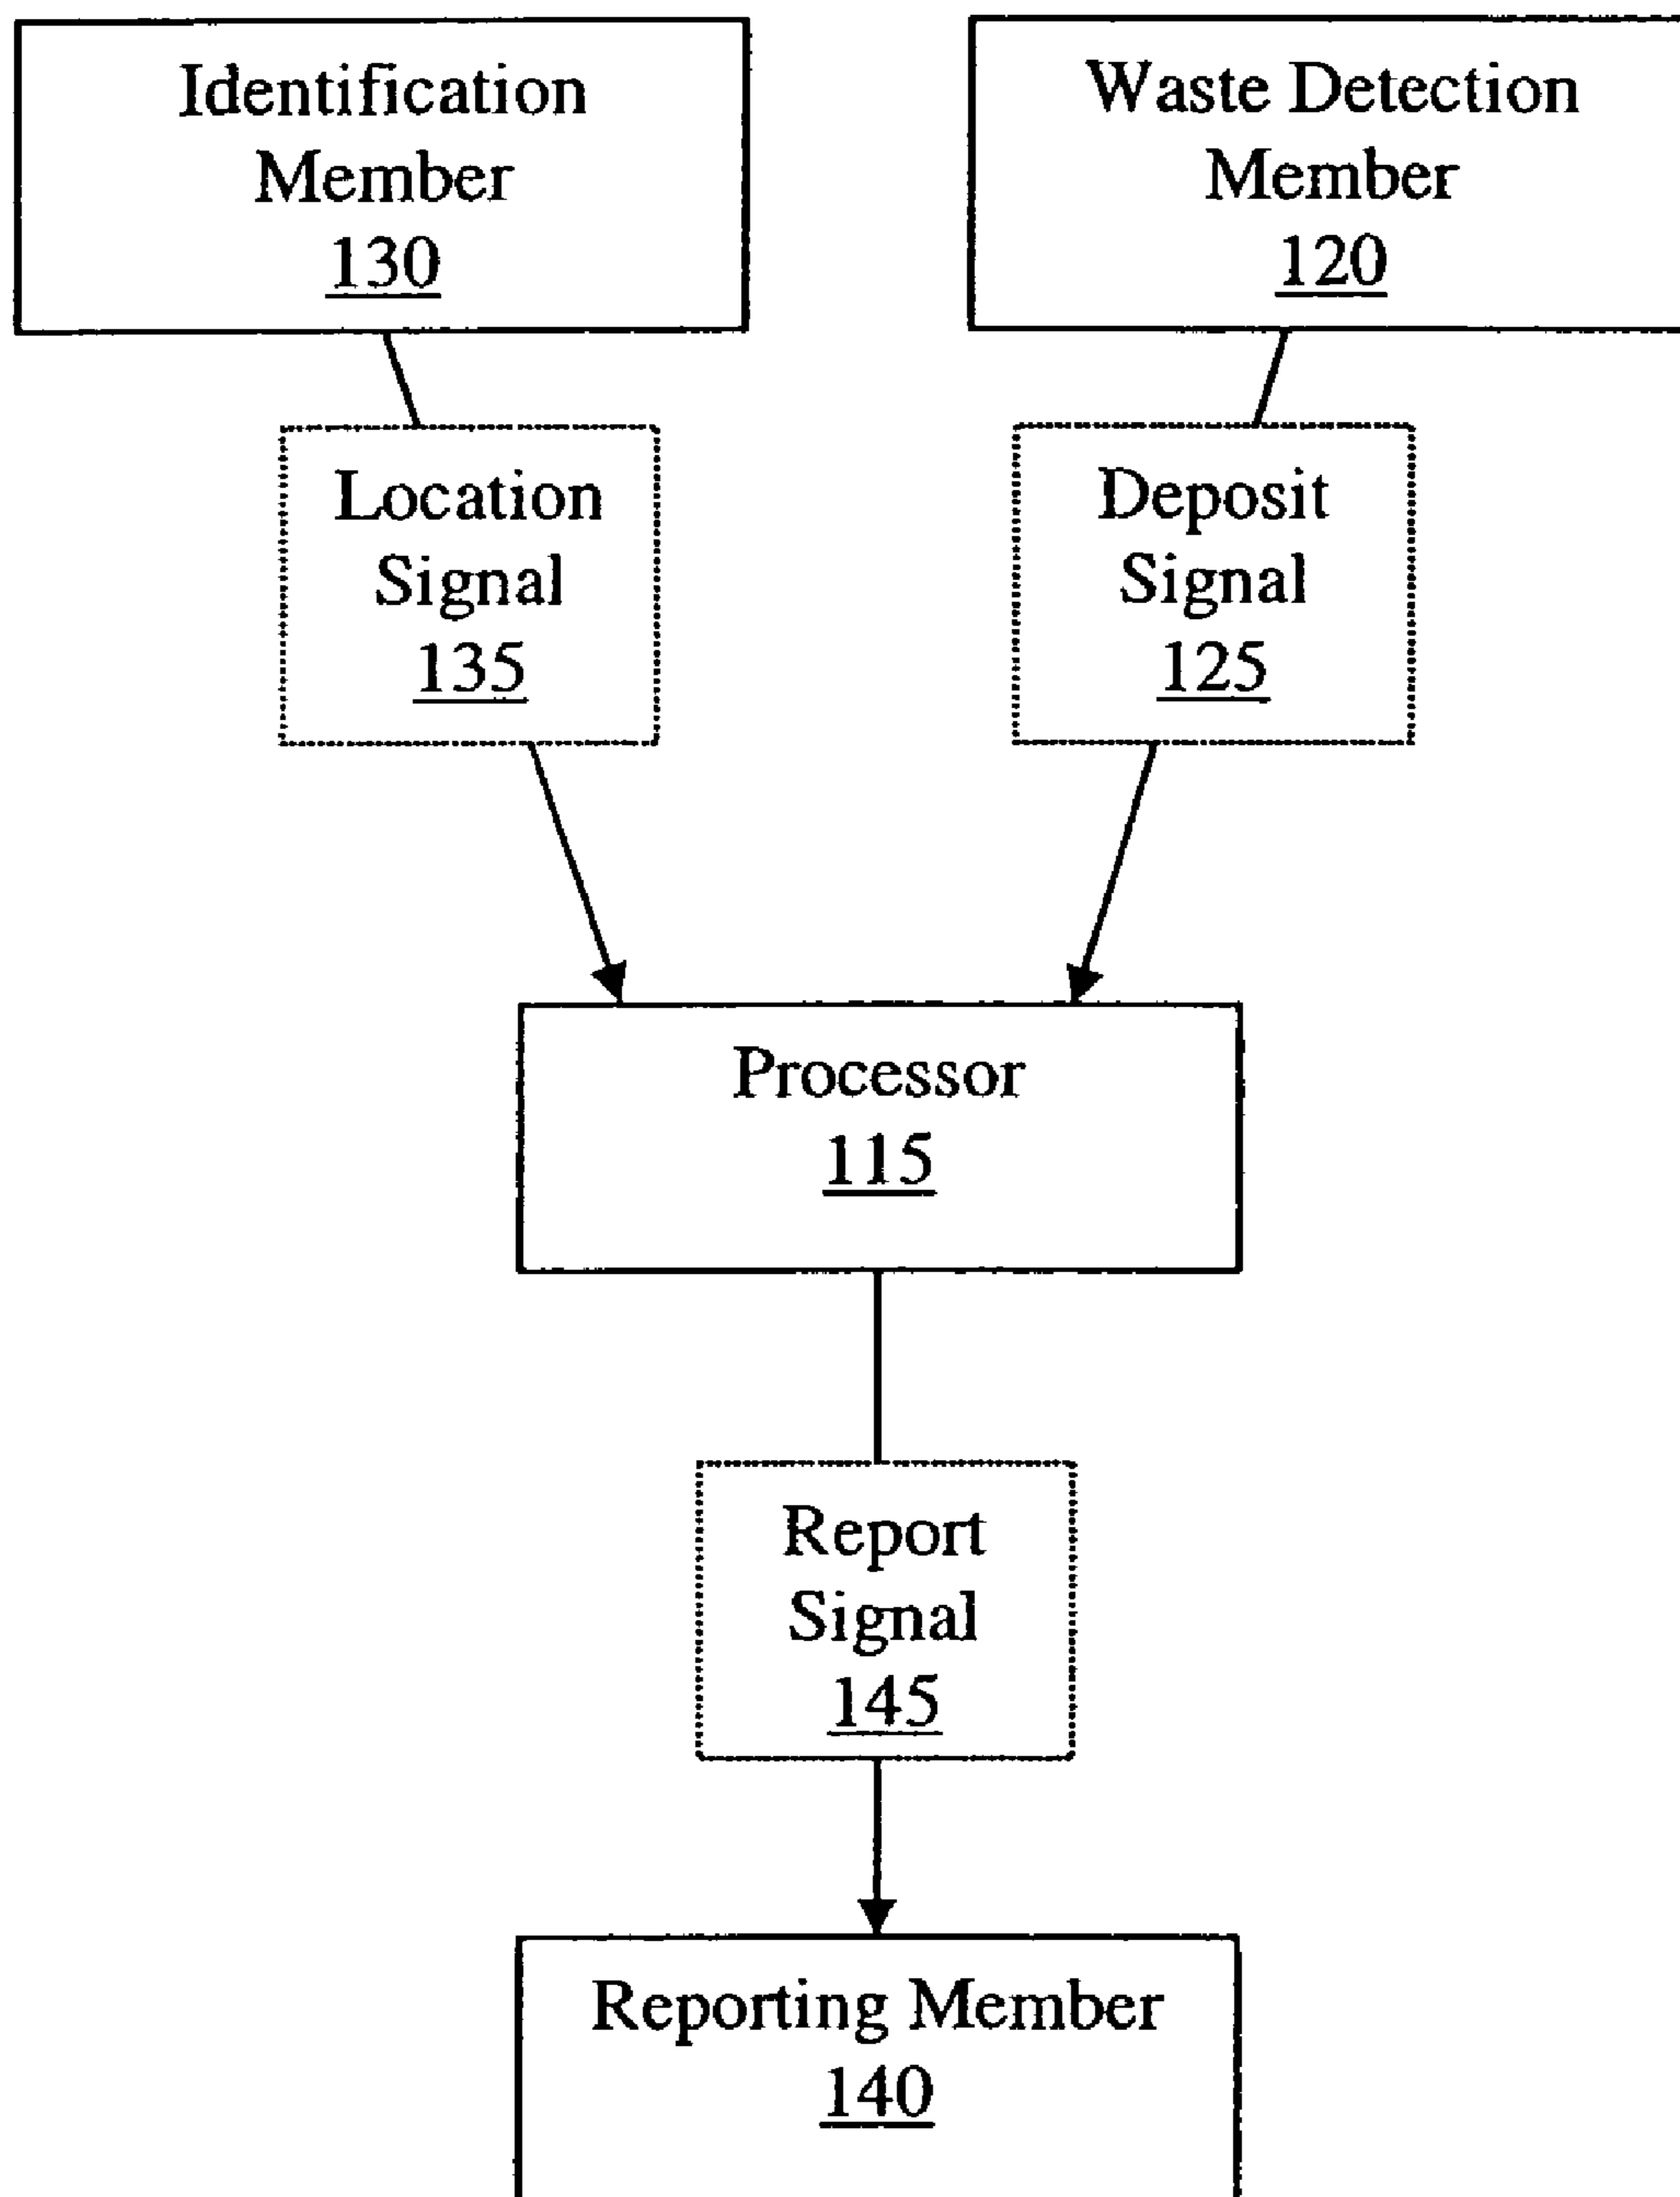 Identification
Member
130
Waste Detection
Member
120
Location
Signal
135
Deposit
Signal
125
Processor
115
Report
Signal
145
Reporting Member
140